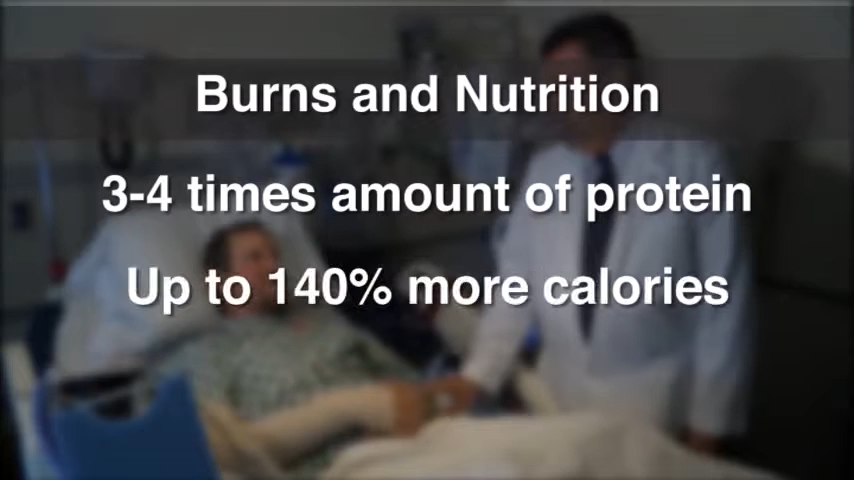 Burns and Nutrition
3-4 times amount of protein
Up to 140% more calories